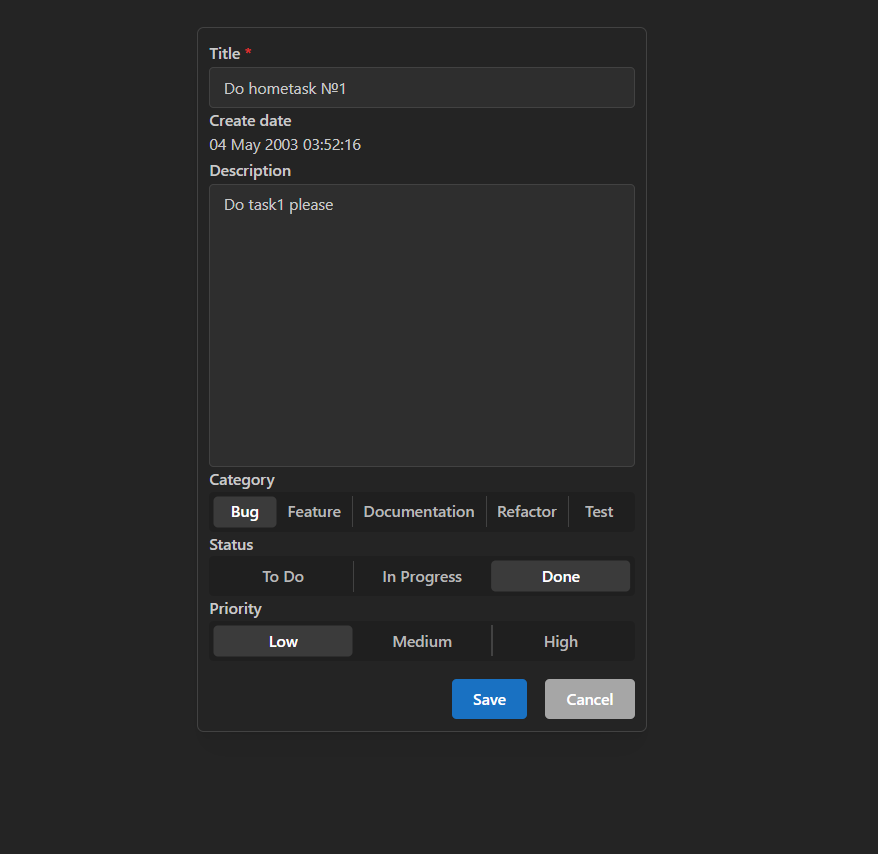 Title *
Do hometask №1
Create date
04 May 2003 03:52:16
Description
Do task1 please
Category
Bug Feature Documentation Refactor Test
Status
To Do In Progress Done
Priority
Low Medium High
Save Cancel